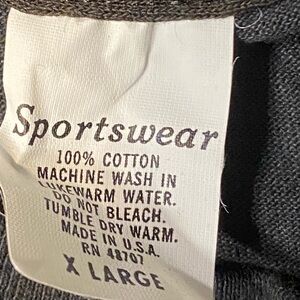 Sportswear
100% COTTON
MACHINE WASH IN
LUKEWARM WATER.
DO NOT BLEACH.
TUMBLE DRY WARM.
MADE IN U.S.A.
RN 48707
X LARGE